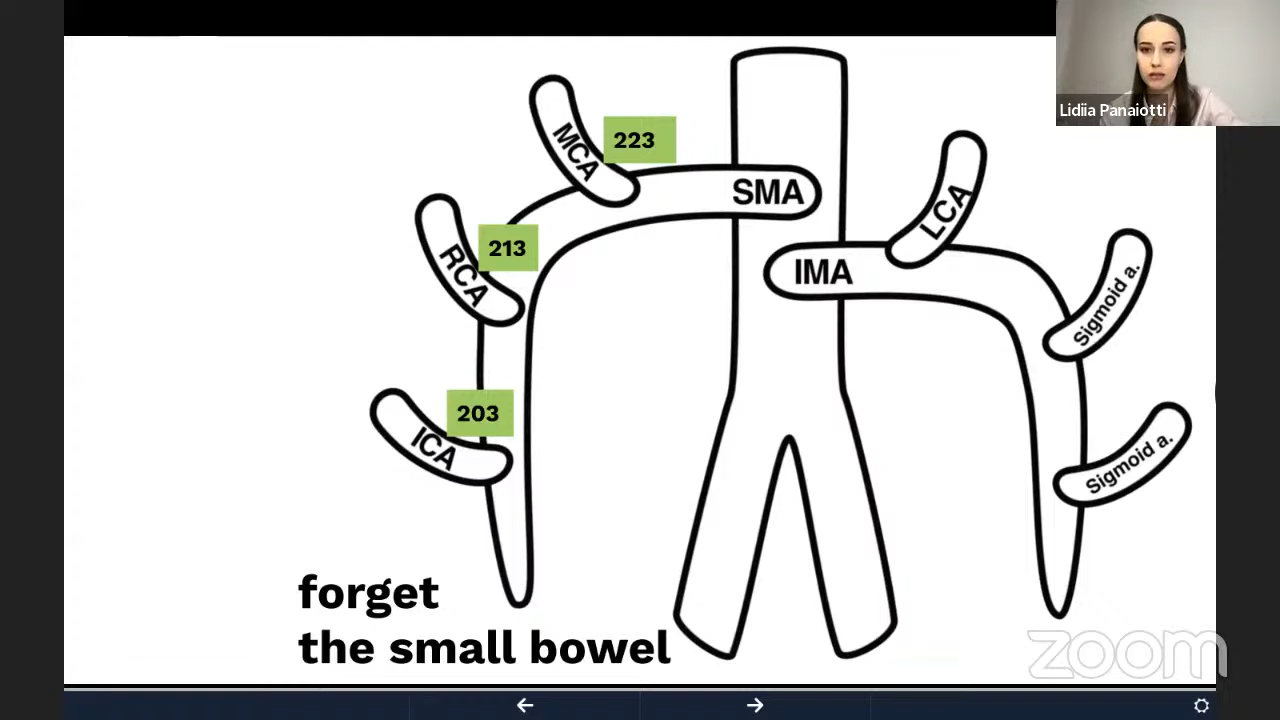 Lidiia Panaiotti
MCA
223
SMA
LCA
RCA
213
IMA
Sigmoid a.
ICA
203
Sigmoid a.
forget
the small bowel
zoom